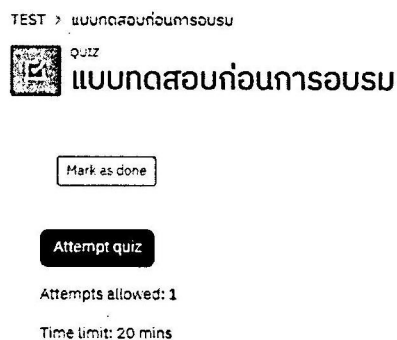 TEST > แบบทดสอบก่อนการอบรม
QUIZ
แบบทดสอบก่อนการอบรม
Mark as done
Attempt quiz
Attempts allowed: 1
Time limit: 20 mins